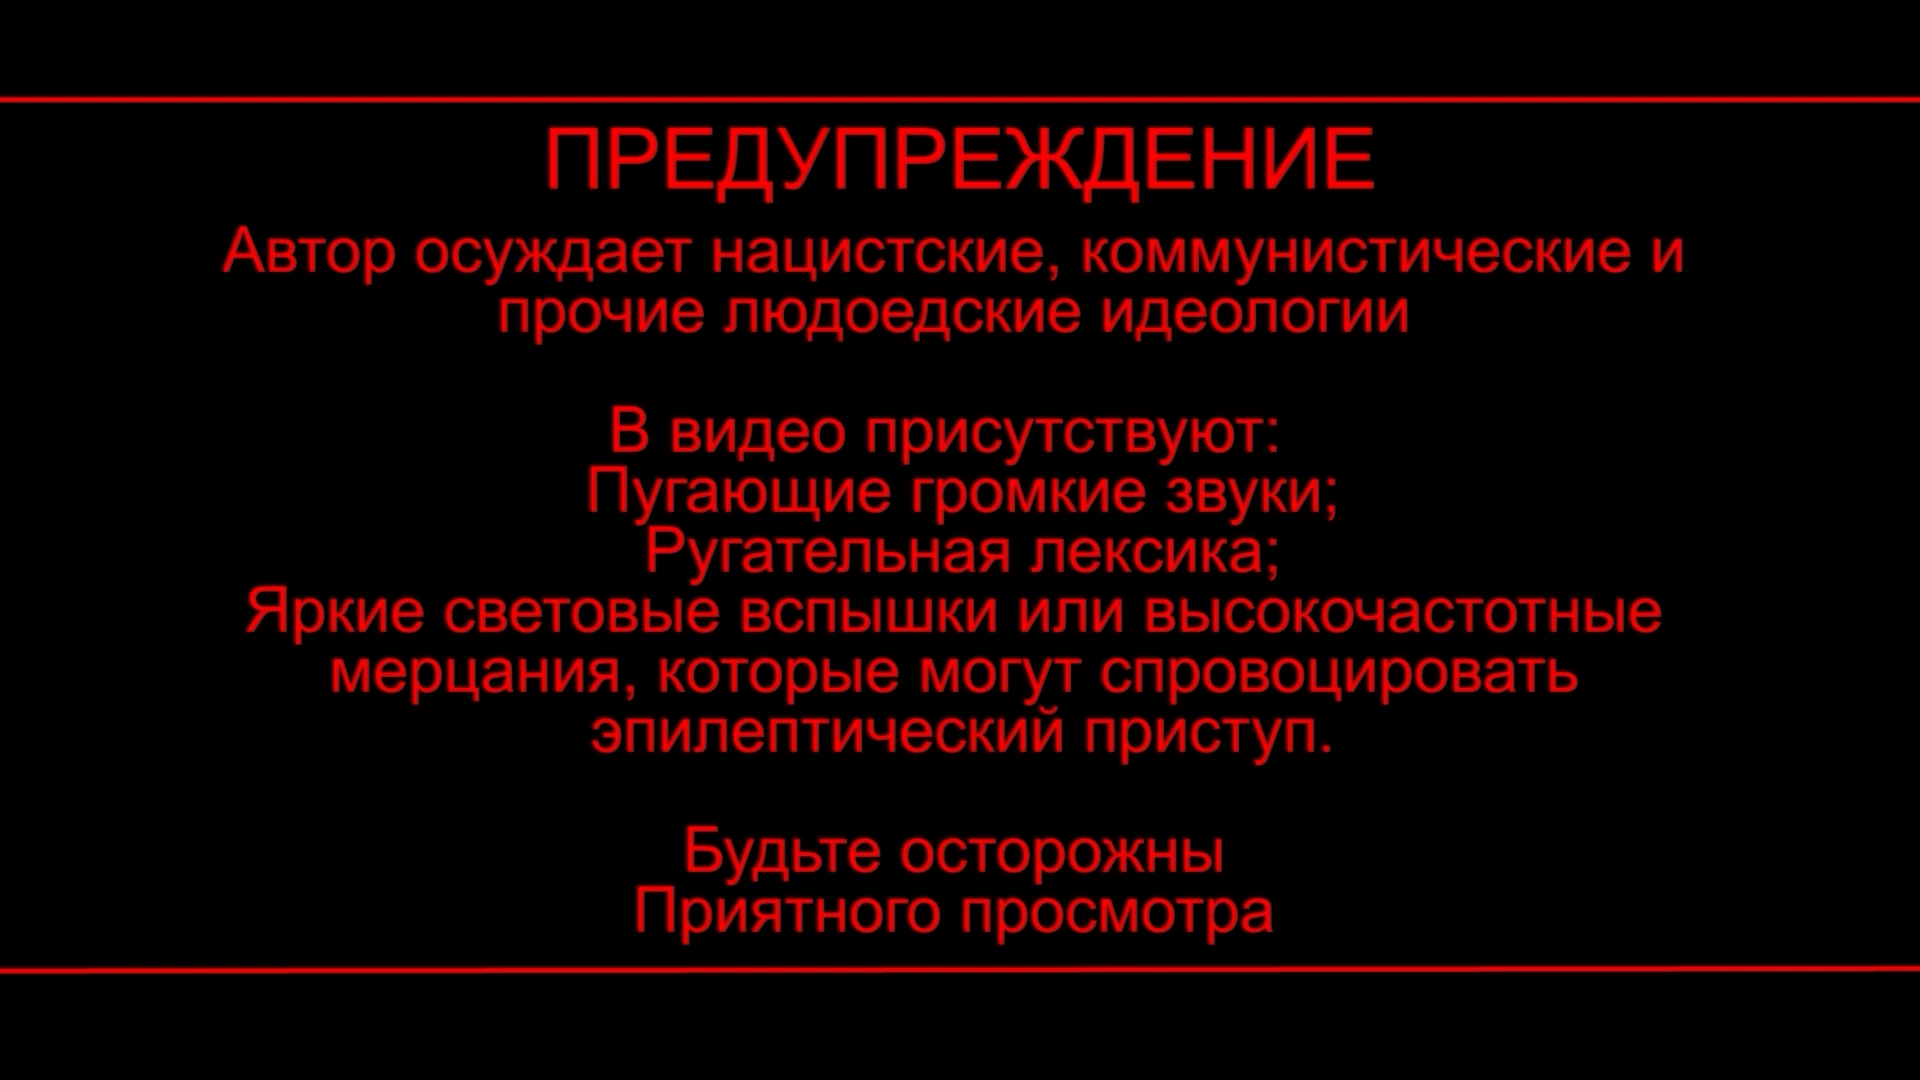 ПРЕДУПРЕЖДЕНИЕ
Автор осуждает нацистские, коммунистические и
прочие людоедские идеологии
В видео присутствуют:
Пугающие громкие звуки;
Ругательная лексика;
Яркие световые вспышки или высокочастотные
мерцания, которые могут спровоцировать
эпилептический приступ.
Будьте осторожны
Приятного просмотра